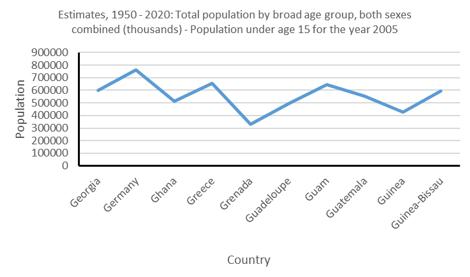 Estimates, 1950 - 2020: Total population by broad age group, both sexes
combined (thousands) - Population under age 15 for the year 2005
900000
800000
700000
600000
500000
400000
300000
200000
100000
0
Population
Georgia
Germany
Ghana
Greece
Grenada
Guadeloupe
Guam
Guatemala
Guinea
Guinea-Bissau
Country